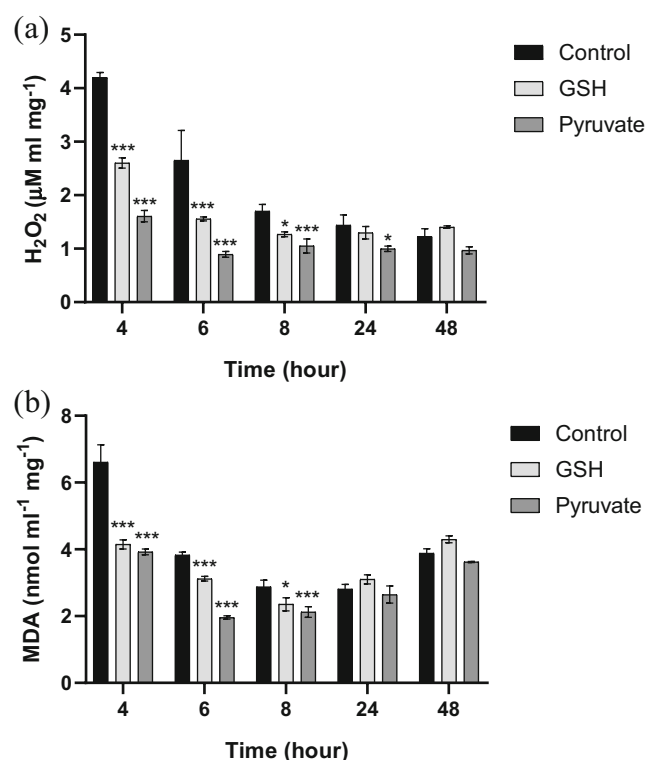 (a)
H₂O₂ (μM ml mg⁻¹)
5
4
3
2
1
0
***
***
***
***
*
***
*
4
6
8
24
48
Time (hour)
Control
GSH
Pyruvate
(b)
MDA (nmol ml⁻¹ mg⁻¹)
8
6
4
2
0
***
***
***
***
*
***
4
6
8
24
48
Time (hour)
Control
GSH
Pyruvate